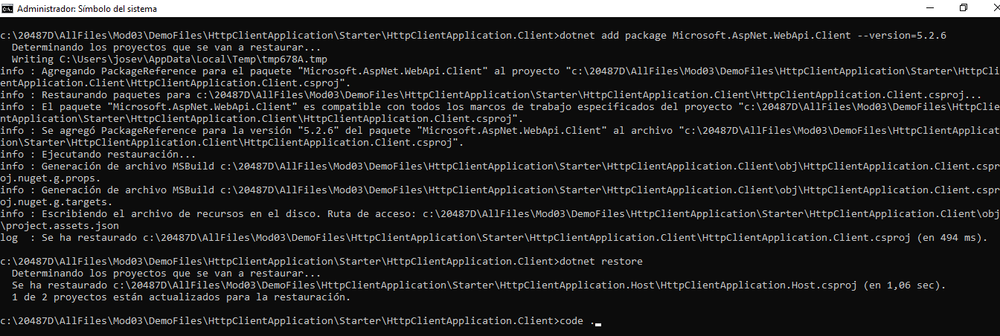 Administrador: Símbolo del sistema
c:\20487D\AllFiles\Mod03\DemoFiles\HttpClientApplication\Starter\HttpClientApplication.Client>dotnet add package Microsoft.AspNet.WebApi.Client --version=5.2.6
  Determinando los proyectos que se van a restaurar...
  Writing C:\Users\josev\AppData\Local\Temp\tmp678A.tmp
info : Agregando PackageReference para el paquete "Microsoft.AspNet.WebApi.Client" al proyecto "c:\20487D\AllFiles\Mod03\DemoFiles\HttpClientApplication\Starter\HttpCli
entApplication.Client\HttpClientApplication.Client.csproj".
info : Restaurando paquetes para c:\20487D\AllFiles\Mod03\DemoFiles\HttpClientApplication\Starter\HttpClientApplication.Client\HttpClientApplication.Client.csproj...
info : El paquete "Microsoft.AspNet.WebApi.Client" es compatible con todos los marcos de trabajo especificados del proyecto "c:\20487D\AllFiles\Mod03\DemoFiles\HttpClie
ntApplication\Starter\HttpClientApplication.Client\HttpClientApplication.Client.csproj".
info : Se agregó PackageReference para la versión "5.2.6" del paquete "Microsoft.AspNet.WebApi.Client" al archivo "c:\20487D\AllFiles\Mod03\DemoFiles\HttpClientApplicat
ion\Starter\HttpClientApplication.Client\HttpClientApplication.Client.csproj".
info : Ejecutando restauración...
info : Generación de archivo MSBuild c:\20487D\AllFiles\Mod03\DemoFiles\HttpClientApplication\Starter\HttpClientApplication.Client\obj\HttpClientApplication.Client.cspr
oj.nuget.g.props.
info : Generación de archivo MSBuild c:\20487D\AllFiles\Mod03\DemoFiles\HttpClientApplication\Starter\HttpClientApplication.Client\obj\HttpClientApplication.Client.cspr
oj.nuget.g.targets.
info : Escribiendo el archivo de recursos en el disco. Ruta de acceso: c:\20487D\AllFiles\Mod03\DemoFiles\HttpClientApplication\Starter\HttpClientApplication.Client\obj
\project.assets.json
log  : Se ha restaurado c:\20487D\AllFiles\Mod03\DemoFiles\HttpClientApplication\Starter\HttpClientApplication.Client\HttpClientApplication.Client.csproj (en 494 ms).
c:\20487D\AllFiles\Mod03\DemoFiles\HttpClientApplication\Starter\HttpClientApplication.Client>dotnet restore
  Determinando los proyectos que se van a restaurar...
  Se ha restaurado c:\20487D\AllFiles\Mod03\DemoFiles\HttpClientApplication\Starter\HttpClientApplication.Host\HttpClientApplication.Host.csproj (en 1,06 sec).
  1 de 2 proyectos están actualizados para la restauración.
c:\20487D\AllFiles\Mod03\DemoFiles\HttpClientApplication\Starter\HttpClientApplication.Client>code .